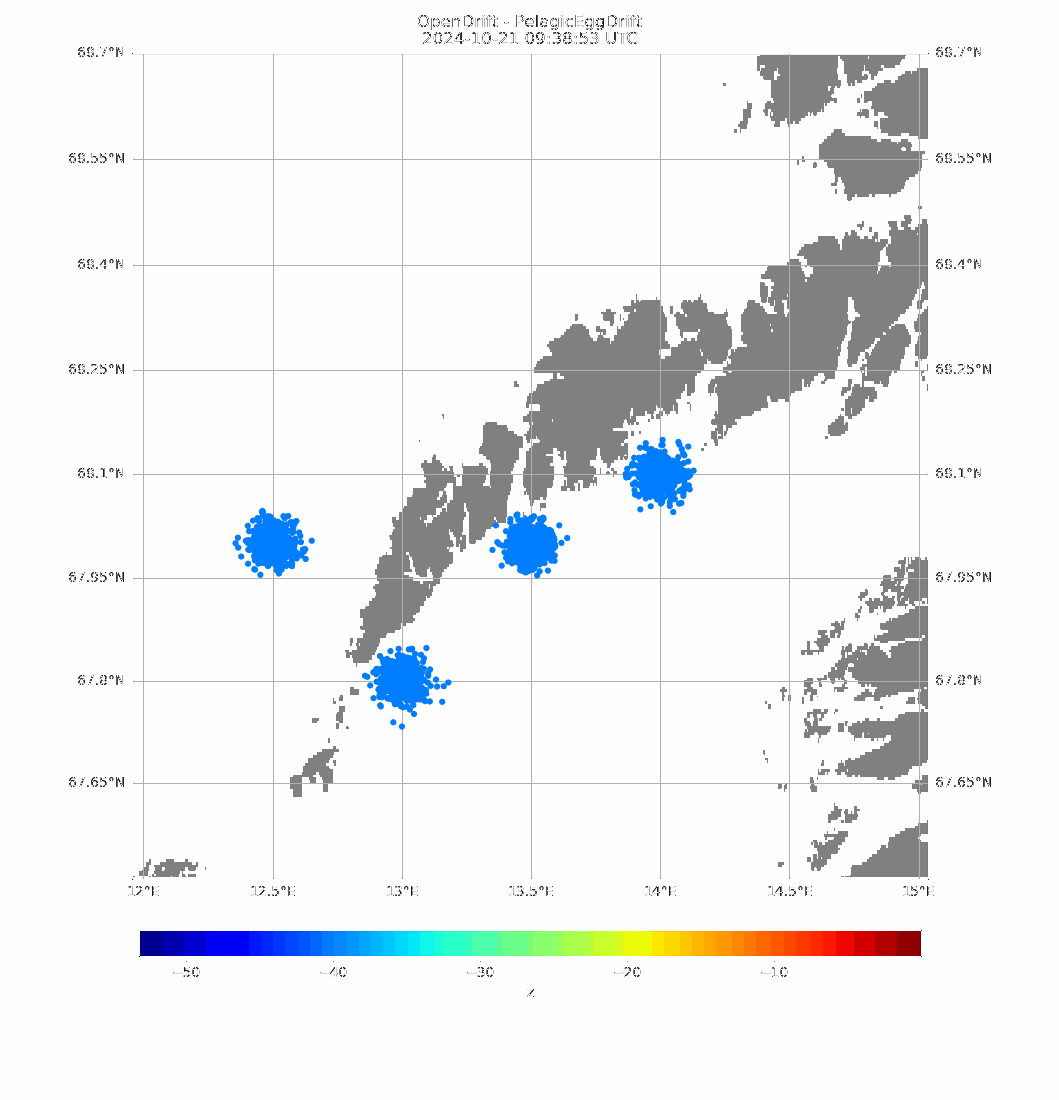 OpenDrift - PelagicEggDrift
2024-10-21 09:38:53 UTC
68.7°N 68.7°N
68.55°N 68.55°N
68.4°N 68.4°N
68.25°N 68.25°N
68.1°N 68.1°N
67.95°N 67.95°N
67.8°N 67.8°N
67.65°N 67.65°N
12°E 12.5°E 13°E 13.5°E 14°E 14.5°E 15°E
−50 −40 −30 −20 −10
z